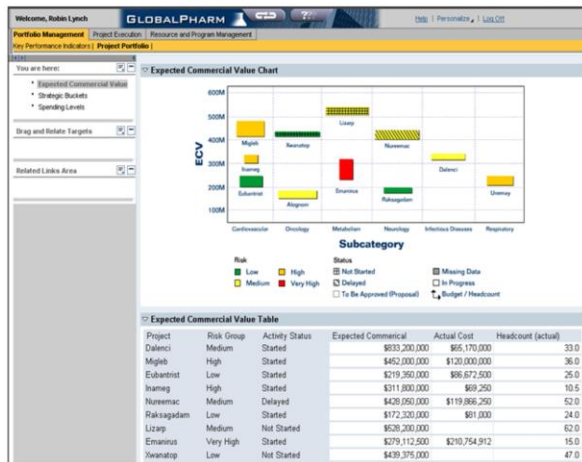 Welcome, Robin Lynch
GLOBALPHARM
Help | Personalize | Log Off
Portfolio Management | Project Execution | Resource and Program Management
Key Performance Indicators | Project Portfolio |
You are here:
Expected Commercial Value
Strategic Buckets
Spending Levels
Drag and Relate Targets
Related Links Area
Expected Commercial Value Chart
600M
500M
400M
300M
200M
100M
ECV
Lizarp
Migleb
Xwanatop
Nureemac
Inameg
Dalenci
Eubantrist
Emanirus
Raksagadam
Cardiovascular Oncology Metabolism Neurology Infectious Diseases Respiratory
Subcategory
Risk
Low High
Medium Very High
Status
Not Started Missing Data
Delayed In Progress
To Be Approved (Proposal) Budget / Headcount
Expected Commercial Value Table
Project Risk Group Activity Status Expected Commerical Actual Cost Headcount (actual)
Dalenci Medium Started $833,200,000 $65,170,000 33.0
Migleb High Started $452,000,000 $120,000,000 36.0
Eubantrist Low Started $219,350,000 $86,672,500 25.0
Inameg High Started $311,800,000 $69,250 10.5
Nureemac Medium Delayed $428,050,000 $119,866,250 52.0
Raksagadam Low Started $172,320,000 $81,000 24.0
Lizarp Medium Not Started $528,200,000 62.0
Emanirus Very High Started $279,112,500 $210,754,912 15.0
Xwanatop Low Not Started $439,375,000 47.0